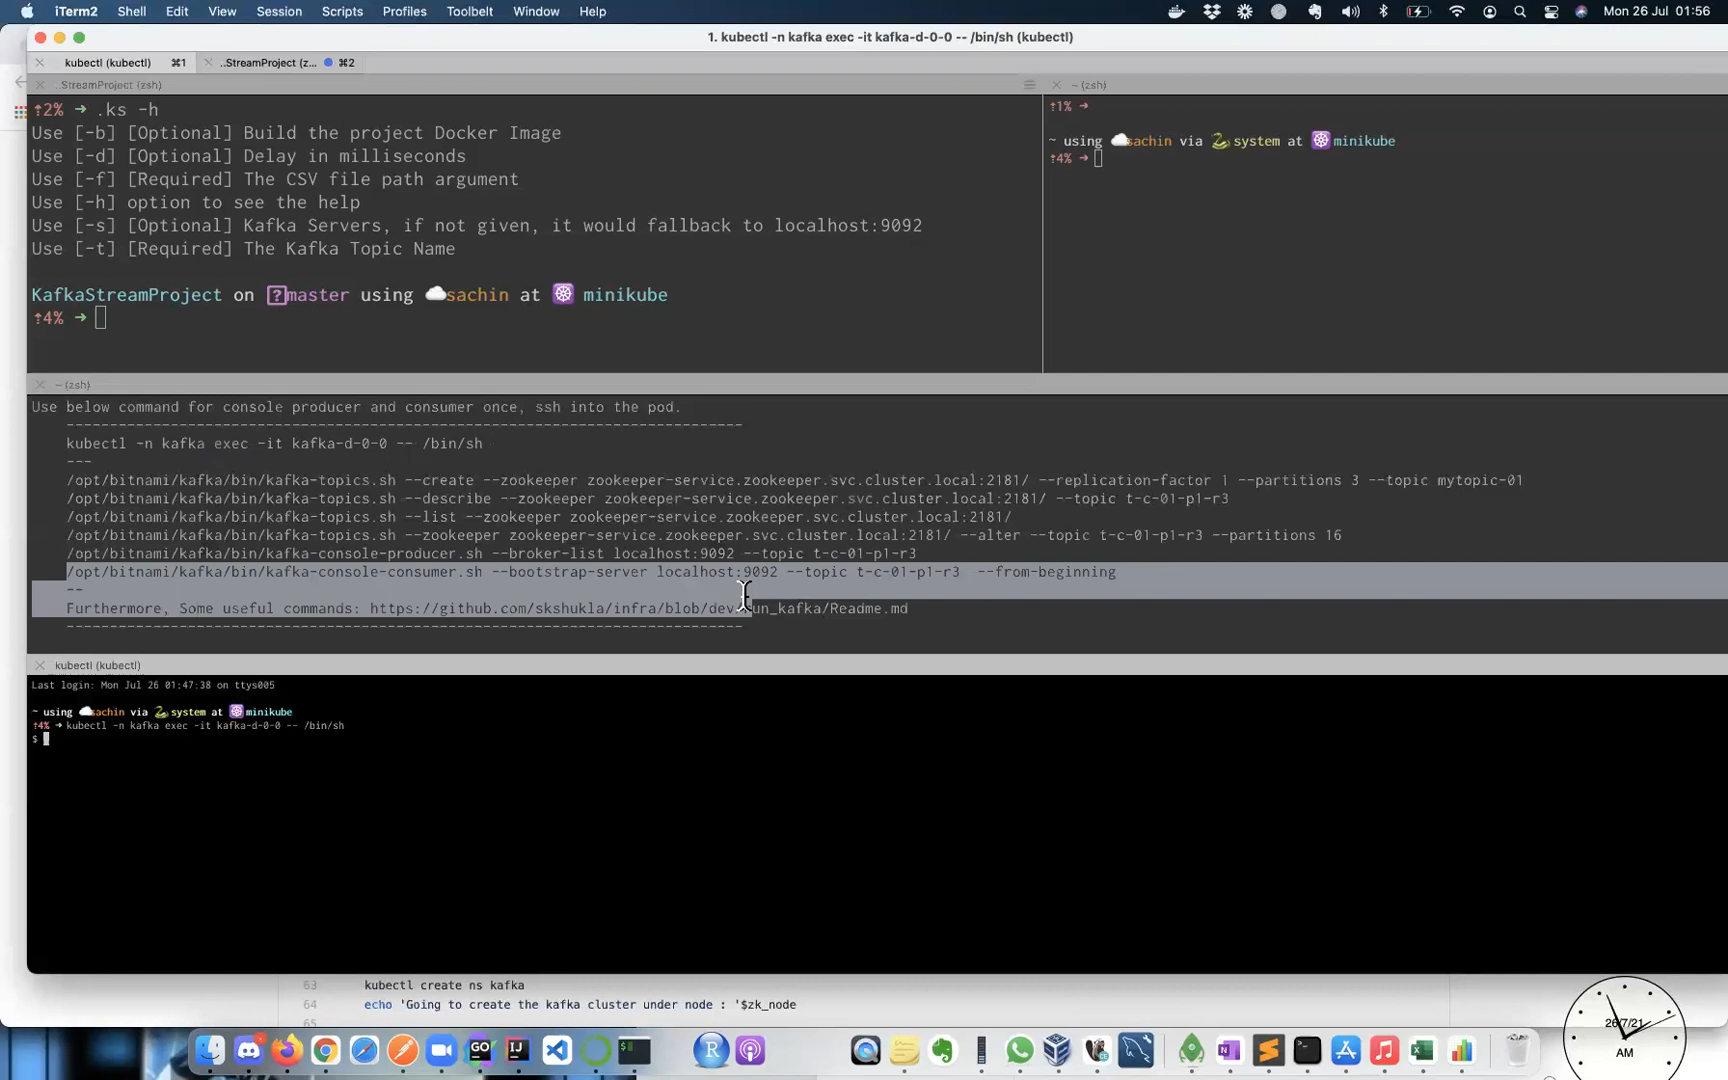 iTerm2 Shell Edit View Session Scripts Profiles Toolbelt Window Help Mon 26 Jul 01:56
1. kubectl -n kafka exec -it kafka-d-0-0 -- /bin/sh (kubectl)
kubectl (kubectl) ⌘1 ..StreamProject (z... ⌘2
..StreamProject (zsh)
⇡2% → .ks -h
Use [-b] [Optional] Build the project Docker Image
Use [-d] [Optional] Delay in milliseconds
Use [-f] [Required] The CSV file path argument
Use [-h] option to see the help
Use [-s] [Optional] Kafka Servers, if not given, it would fallback to localhost:9092
Use [-t] [Required] The Kafka Topic Name
KafkaStreamProject on [?]master using sachin at minikube
⇡4% →
~ (zsh)
⇡1% →
~ using sachin via system at minikube
⇡4% →
~ (zsh)
Use below command for console producer and consumer once, ssh into the pod.
------------------------------------------------------------------------------
kubectl -n kafka exec -it kafka-d-0-0 -- /bin/sh
---
/opt/bitnami/kafka/bin/kafka-topics.sh --create --zookeeper zookeeper-service.zookeeper.svc.cluster.local:2181/ --replication-factor 1 --partitions 3 --topic mytopic-01
/opt/bitnami/kafka/bin/kafka-topics.sh --describe --zookeeper zookeeper-service.zookeeper.svc.cluster.local:2181/ --topic t-c-01-p1-r3
/opt/bitnami/kafka/bin/kafka-topics.sh --list --zookeeper zookeeper-service.zookeeper.svc.cluster.local:2181/
/opt/bitnami/kafka/bin/kafka-topics.sh --zookeeper zookeeper-service.zookeeper.svc.cluster.local:2181/ --alter --topic t-c-01-p1-r3 --partitions 16
/opt/bitnami/kafka/bin/kafka-console-producer.sh --broker-list localhost:9092 --topic t-c-01-p1-r3
/opt/bitnami/kafka/bin/kafka-console-consumer.sh --bootstrap-server localhost:9092 --topic t-c-01-p1-r3 --from-beginning
--
Furthermore, Some useful commands: https://github.com/skshukla/infra/blob/dev/run_kafka/Readme.md
------------------------------------------------------------------------------
kubectl (kubectl)
Last login: Mon Jul 26 01:47:38 on ttys005
~ using sachin via system at minikube
⇡4% → kubectl -n kafka exec -it kafka-d-0-0 -- /bin/sh
$
63 kubectl create ns kafka
64 echo 'Going to create the kafka cluster under node : '$zk_node
65
26/7/21
AM
GO
IJ
R